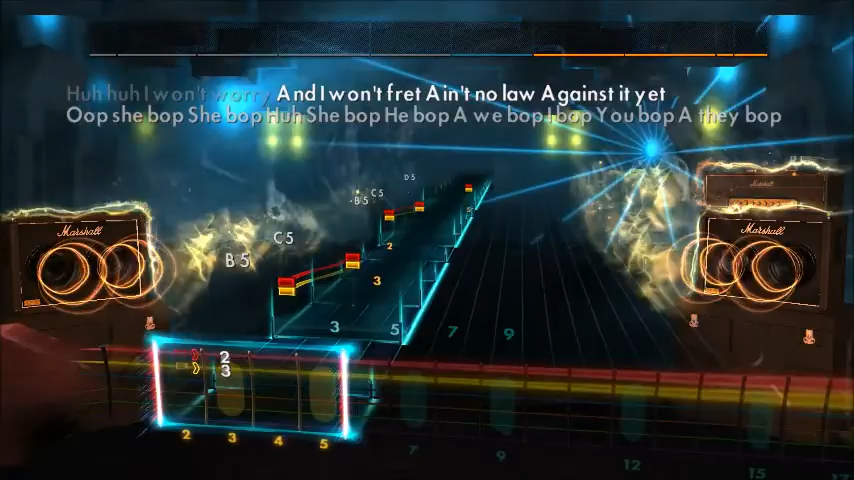 Huh huh I won't worry And I won't fret Ain't no law Against it yet
Oop she bop She bop Huh She bop He bop A we bop I bop You bop A they bop
D5
C5
B5
C5
B5
Marshall
Marshall
Marshall
2
3
3 5 7 9
2
3
2 3 4 5 7 9 12 15 17